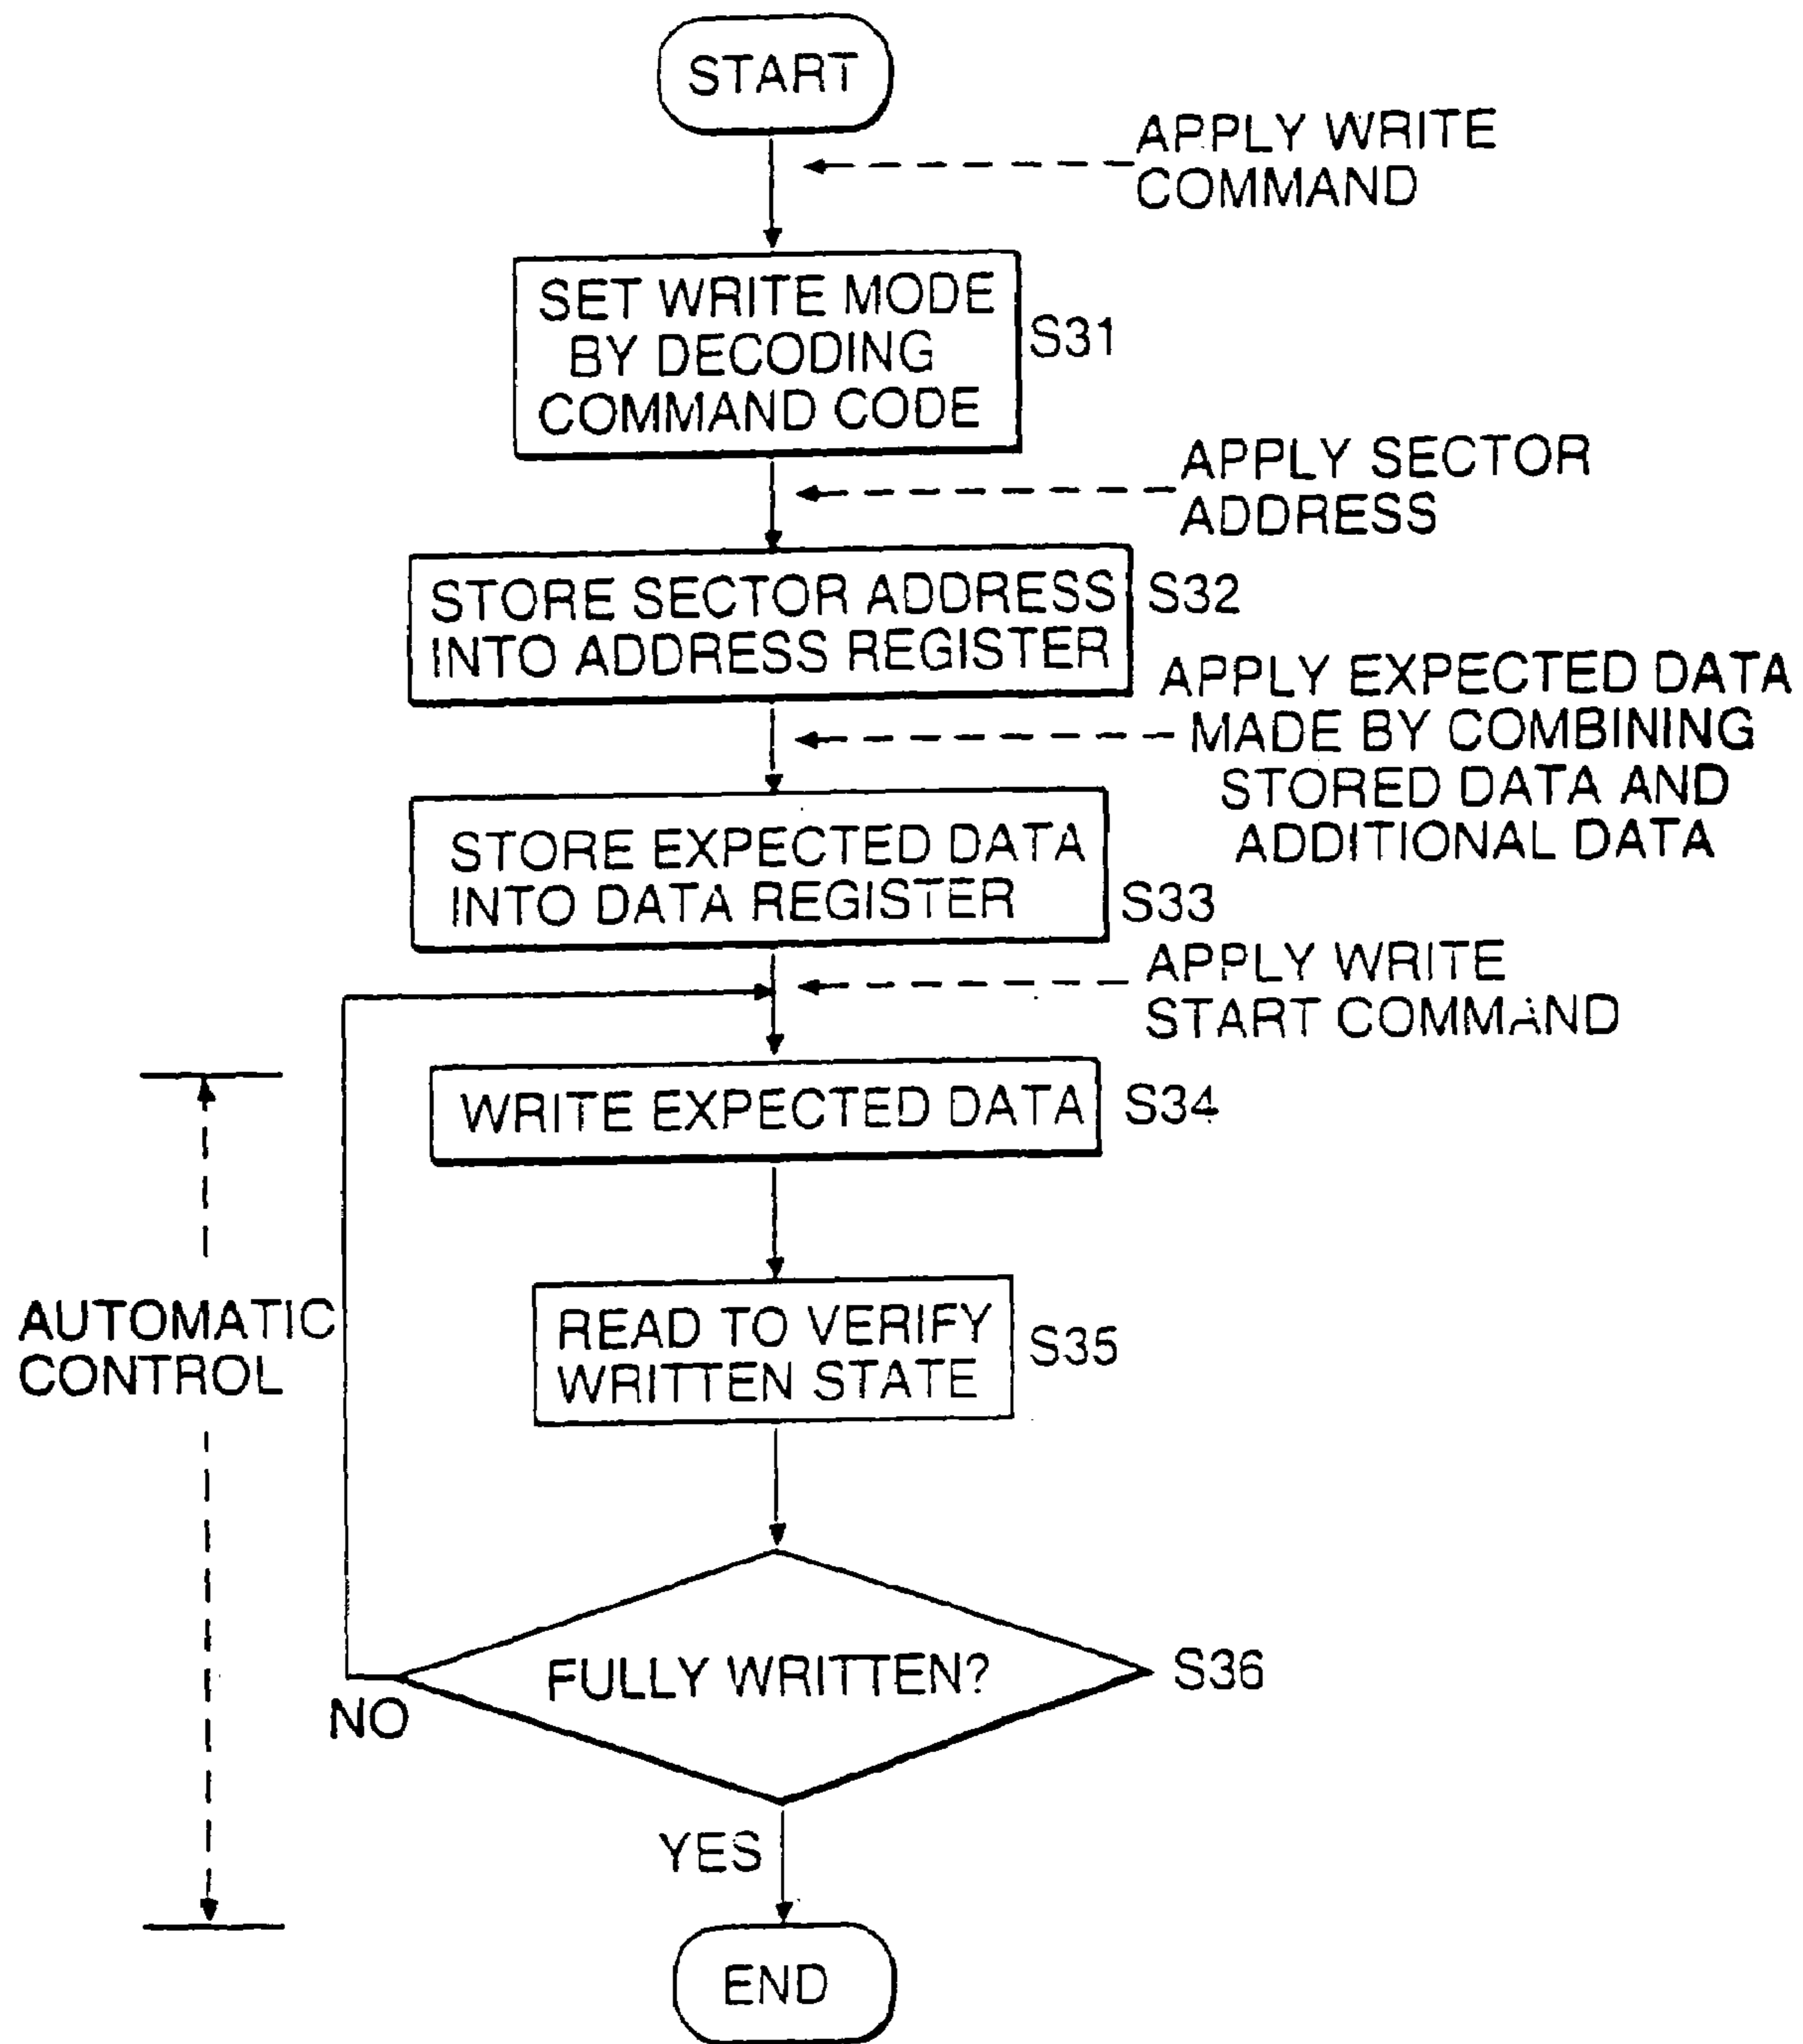 START
APPLY WRITE
COMMAND
SET WRITE MODE
BY DECODING
COMMAND CODE
S31
APPLY SECTOR
ADDRESS
STORE SECTOR ADDRESS
INTO ADDRESS REGISTER
S32
APPLY EXPECTED DATA
MADE BY COMBINING
STORED DATA AND
ADDITIONAL DATA
STORE EXPECTED DATA
INTO DATA REGISTER
S33
APPLY WRITE
START COMMAND
WRITE EXPECTED DATA
S34
AUTOMATIC
CONTROL
READ TO VERIFY
WRITTEN STATE
S35
FULLY WRITTEN?
S36
NO
YES
END